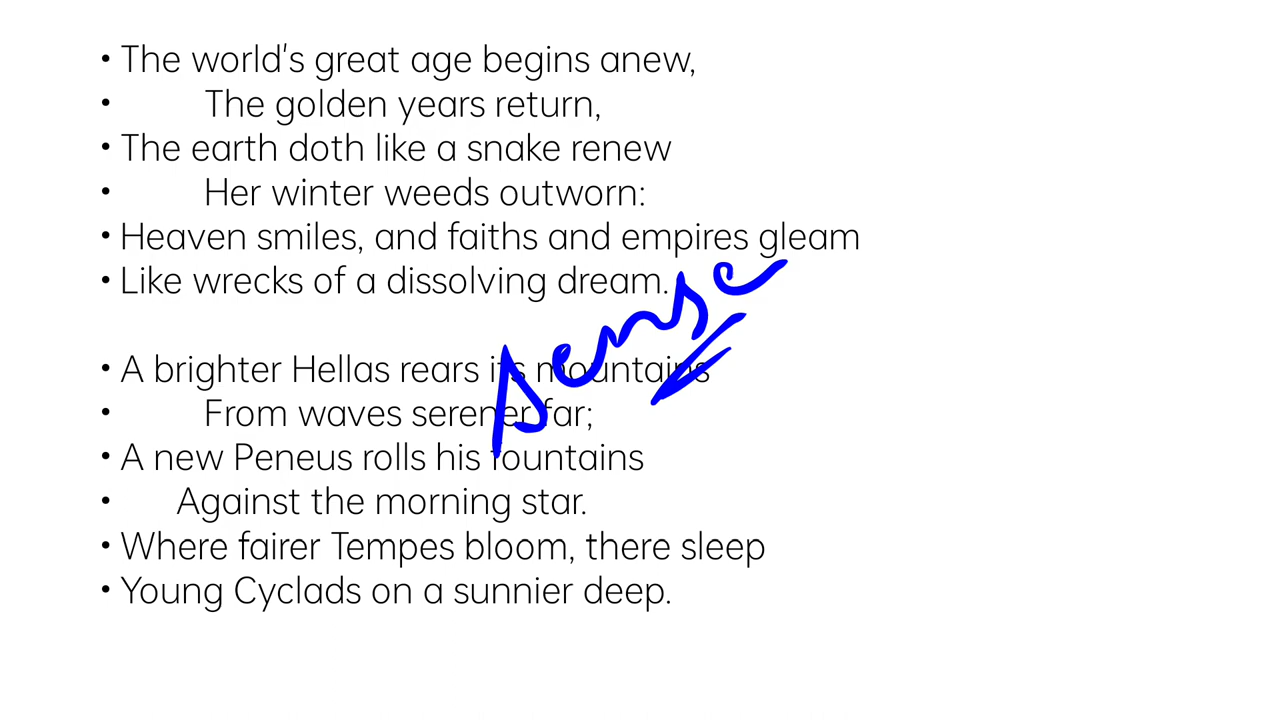 • The world's great age begins anew,
• The golden years return,
• The earth doth like a snake renew
• Her winter weeds outworn:
• Heaven smiles, and faiths and empires gleam
• Like wrecks of a dissolving dream.
sense
• A brighter Hellas rears its mountains
• From waves serener far;
• A new Peneus rolls his fountains
• Against the morning star.
• Where fairer Tempes bloom, there sleep
• Young Cyclads on a sunnier deep.